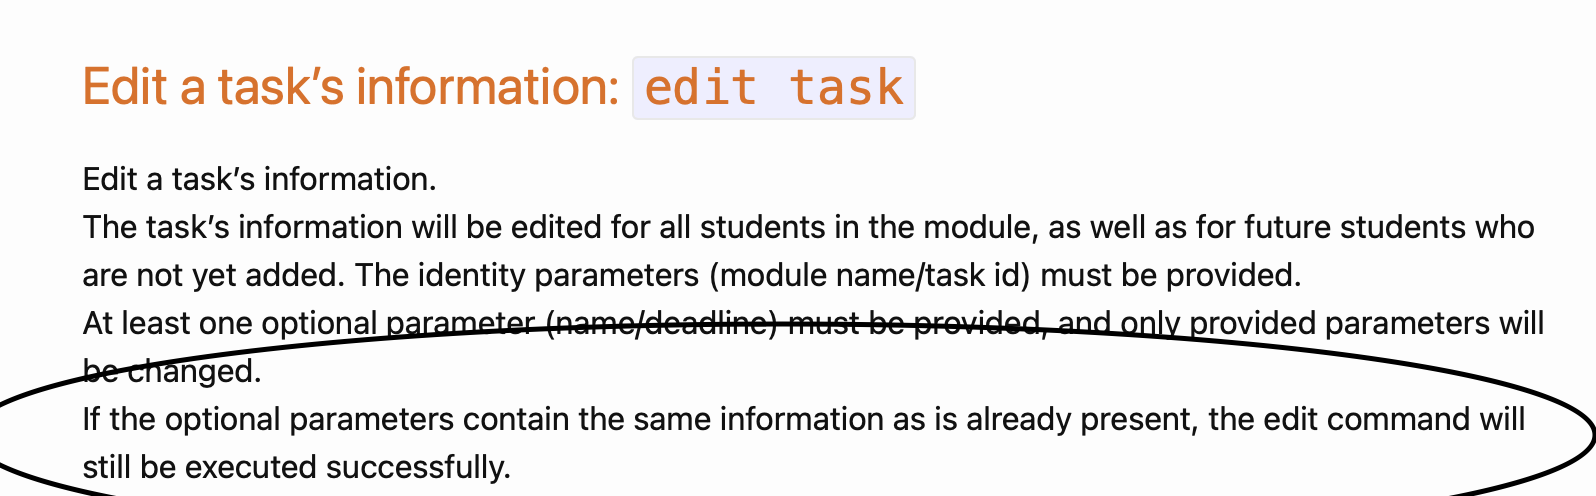 Edit a task’s information: edit task
Edit a task’s information.
The task’s information will be edited for all students in the module, as well as for future students who
are not yet added. The identity parameters (module name/task id) must be provided.
At least one optional parameter (name/deadline) must be provided, and only provided parameters will
be changed.
If the optional parameters contain the same information as is already present, the edit command will
still be executed successfully.